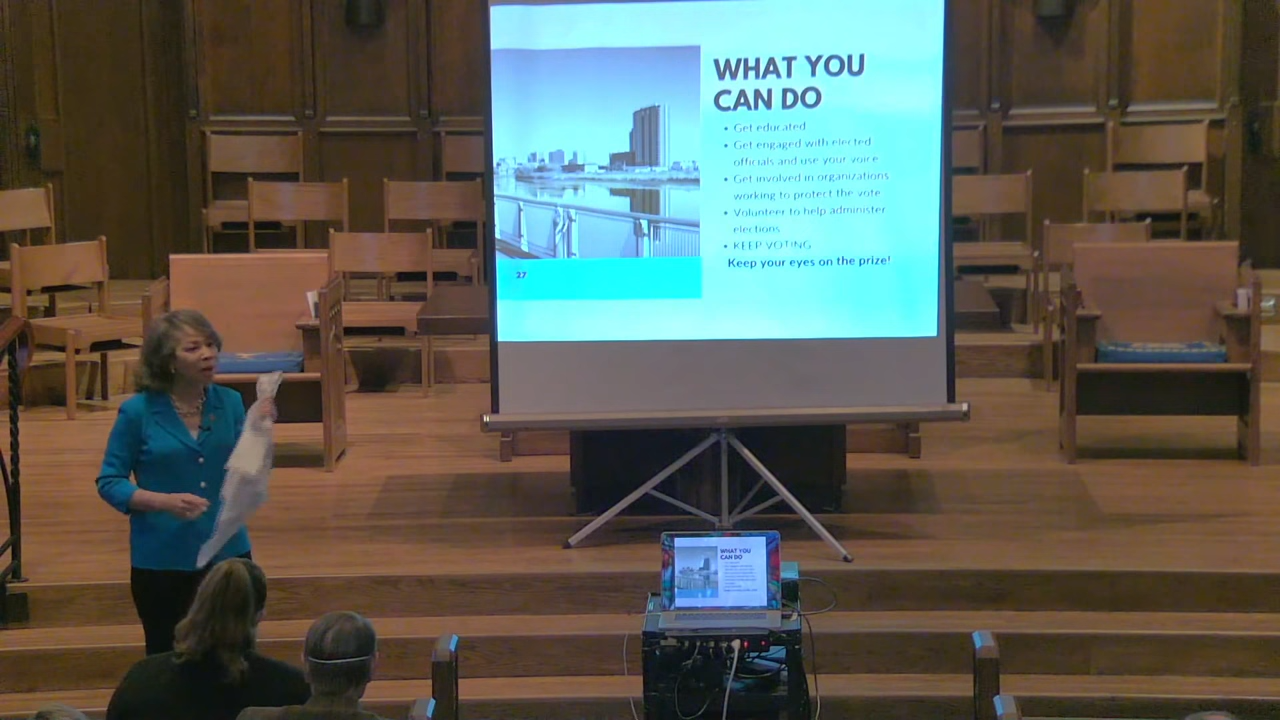 WHAT YOU
CAN DO
• Get educated
• Get engaged with elected
officials and use your voice
• Get involved in organizations
working to protect the vote
• Volunteer to help administer
elections
• KEEP VOTING
Keep your eyes on the prize!
27
WHAT YOU
CAN DO